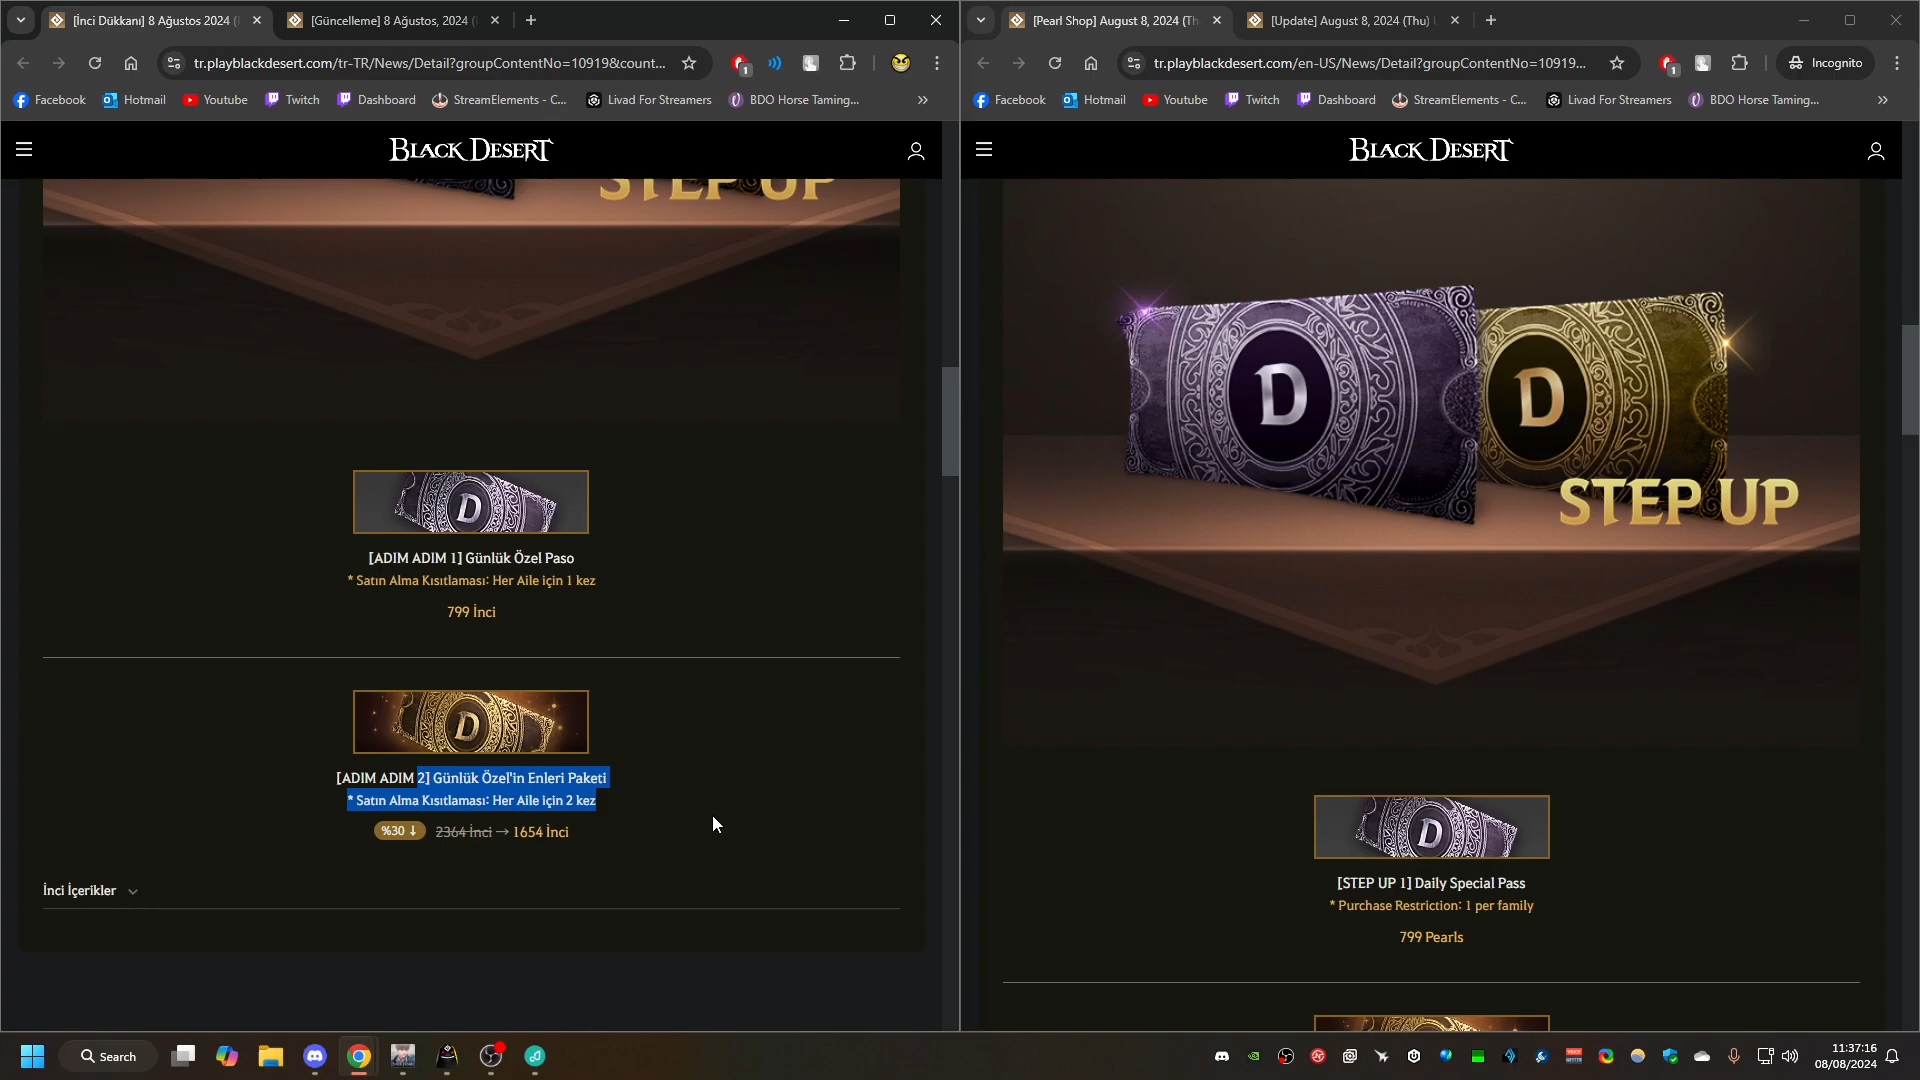 [İnci Dükkanı] 8 Ağustos 2024 (
[Güncelleme] 8 Ağustos, 2024 (
tr.playblackdesert.com/tr-TR/News/Detail?groupContentNo=10919&count...
Facebook
Hotmail
Youtube
Twitch
Dashboard
StreamElements - C...
Livad For Streamers
BDO Horse Taming...
BLACK DESERT
STEP UP
D
[ADIM ADIM 1] Günlük Özel Paso
* Satın Alma Kısıtlaması: Her Aile için 1 kez
799 İnci
D
[ADIM ADIM 2] Günlük Özel'in Enleri Paketi
* Satın Alma Kısıtlaması: Her Aile için 2 kez
%30 ↓ 2364 İnci → 1654 İnci
İnci İçerikler
[Pearl Shop] August 8, 2024 (Th
[Update] August 8, 2024 (Thu) U
tr.playblackdesert.com/en-US/News/Detail?groupContentNo=10919...
Incognito
Facebook
Hotmail
Youtube
Twitch
Dashboard
StreamElements - C...
Livad For Streamers
BDO Horse Taming...
BLACK DESERT
D D
STEP UP
D
[STEP UP 1] Daily Special Pass
* Purchase Restriction: 1 per family
799 Pearls
Search
11:37:16
08/08/2024